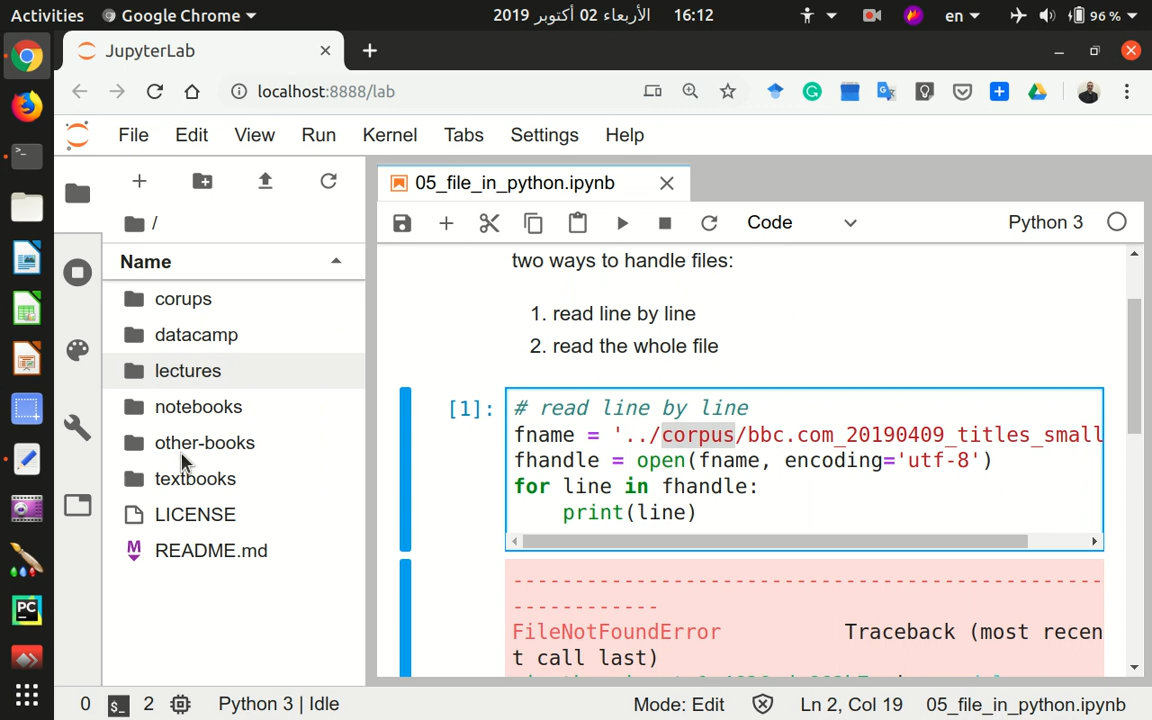 Activities Google Chrome الأربعاء 02 أكتوبر 2019 16:12 en 96 %
JupyterLab
localhost:8888/lab
File Edit View Run Kernel Tabs Settings Help
05_file_in_python.ipynb
/
Code Python 3
Name
corups
datacamp
lectures
notebooks
other-books
textbooks
LICENSE
README.md
two ways to handle files:
1. read line by line
2. read the whole file
[1]:
# read line by line
fname = '../corpus/bbc.com_20190409_titles_small
fhandle = open(fname, encoding='utf-8')
for line in fhandle:
print(line)
------------------------------------------------
------------
FileNotFoundError Traceback (most recen
t call last)
0 2 Python 3 | Idle Mode: Edit Ln 2, Col 19 05_file_in_python.ipynb